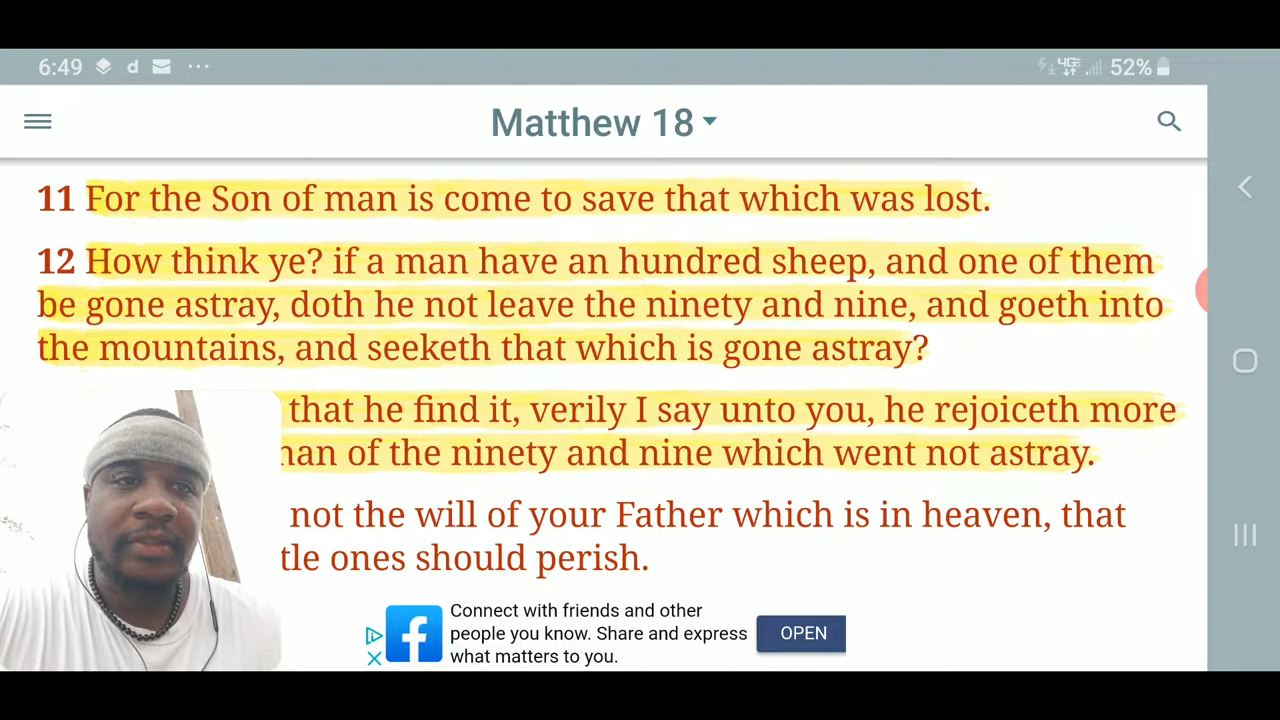 6:49 d ... 4G 52%
Matthew 18
11 For the Son of man is come to save that which was lost.
12 How think ye? if a man have an hundred sheep, and one of them
be gone astray, doth he not leave the ninety and nine, and goeth into
the mountains, and seeketh that which is gone astray?
that he find it, verily I say unto you, he rejoiceth more
han of the ninety and nine which went not astray.
not the will of your Father which is in heaven, that
tle ones should perish.
Connect with friends and other
people you know. Share and express
what matters to you.
OPEN